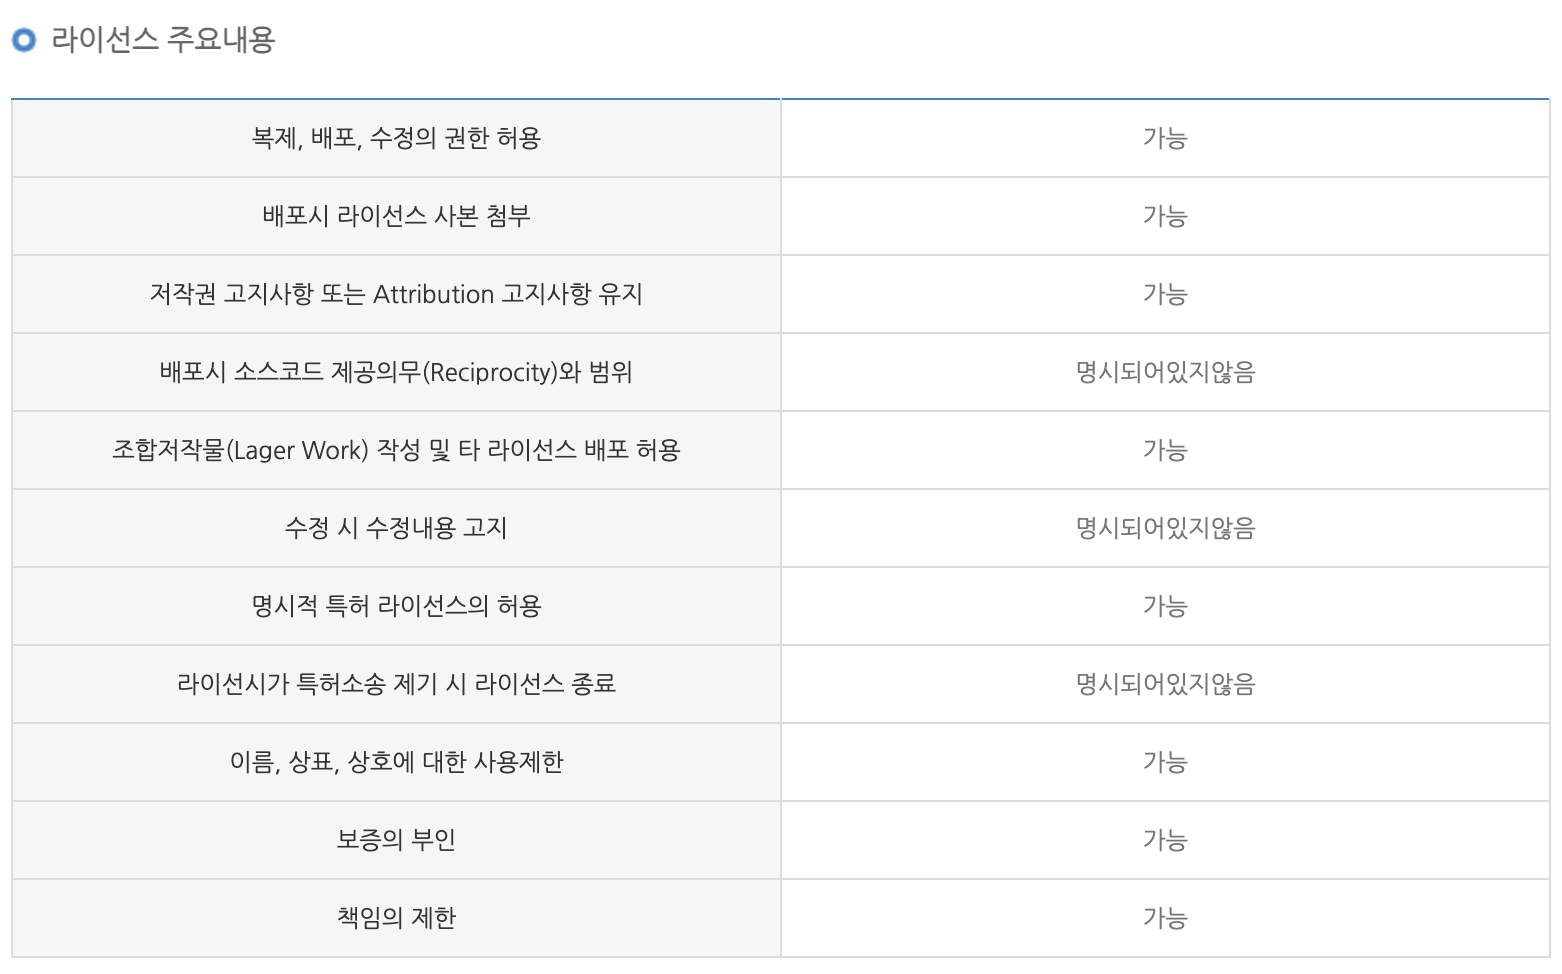 라이선스 주요내용
복제, 배포, 수정의 권한 허용 가능
배포시 라이선스 사본 첨부 가능
저작권 고지사항 또는 Attribution 고지사항 유지 가능
배포시 소스코드 제공의무(Reciprocity)와 범위 명시되어있지않음
조합저작물(Lager Work) 작성 및 타 라이선스 배포 허용 가능
수정 시 수정내용 고지 명시되어있지않음
명시적 특허 라이선스의 허용 가능
라이선시가 특허소송 제기 시 라이선스 종료 명시되어있지않음
이름, 상표, 상호에 대한 사용제한 가능
보증의 부인 가능
책임의 제한 가능